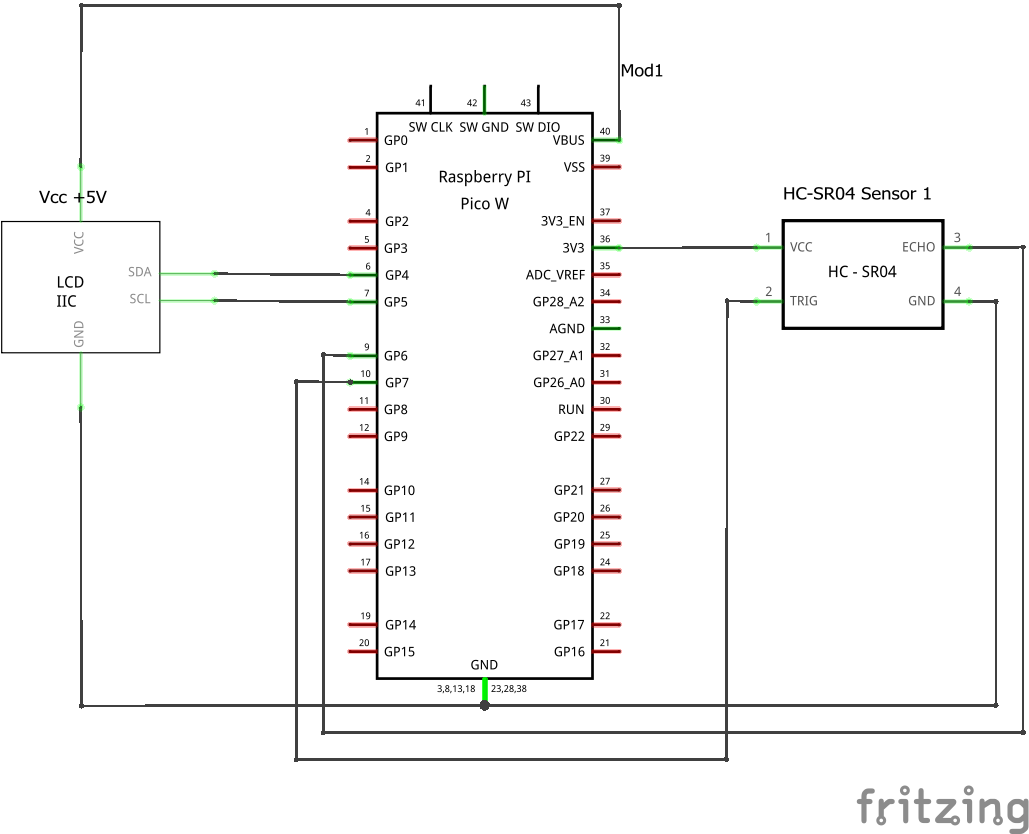 Mod1
41 42 43
SW CLK SW GND SW DIO
1 GP0 VBUS 40
2 GP1 VSS 39
Raspberry PI
Pico W
4 GP2 3V3_EN 37
5 GP3 3V3 36
6 GP4 ADC_VREF 35
7 GP5 GP28_A2 34
AGND 33
9 GP6 GP27_A1 32
10 GP7 GP26_A0 31
11 GP8 RUN 30
12 GP9 GP22 29
14 GP10 GP21 27
15 GP11 GP20 26
16 GP12 GP19 25
17 GP13 GP18 24
19 GP14 GP17 22
20 GP15 GP16 21
GND
3,8,13,18 23,28,38
Vcc +5V
VCC
LCD
IIC
SDA
SCL
GND
HC-SR04 Sensor 1
1 VCC ECHO 3
HC - SR04
2 TRIG GND 4
fritzing